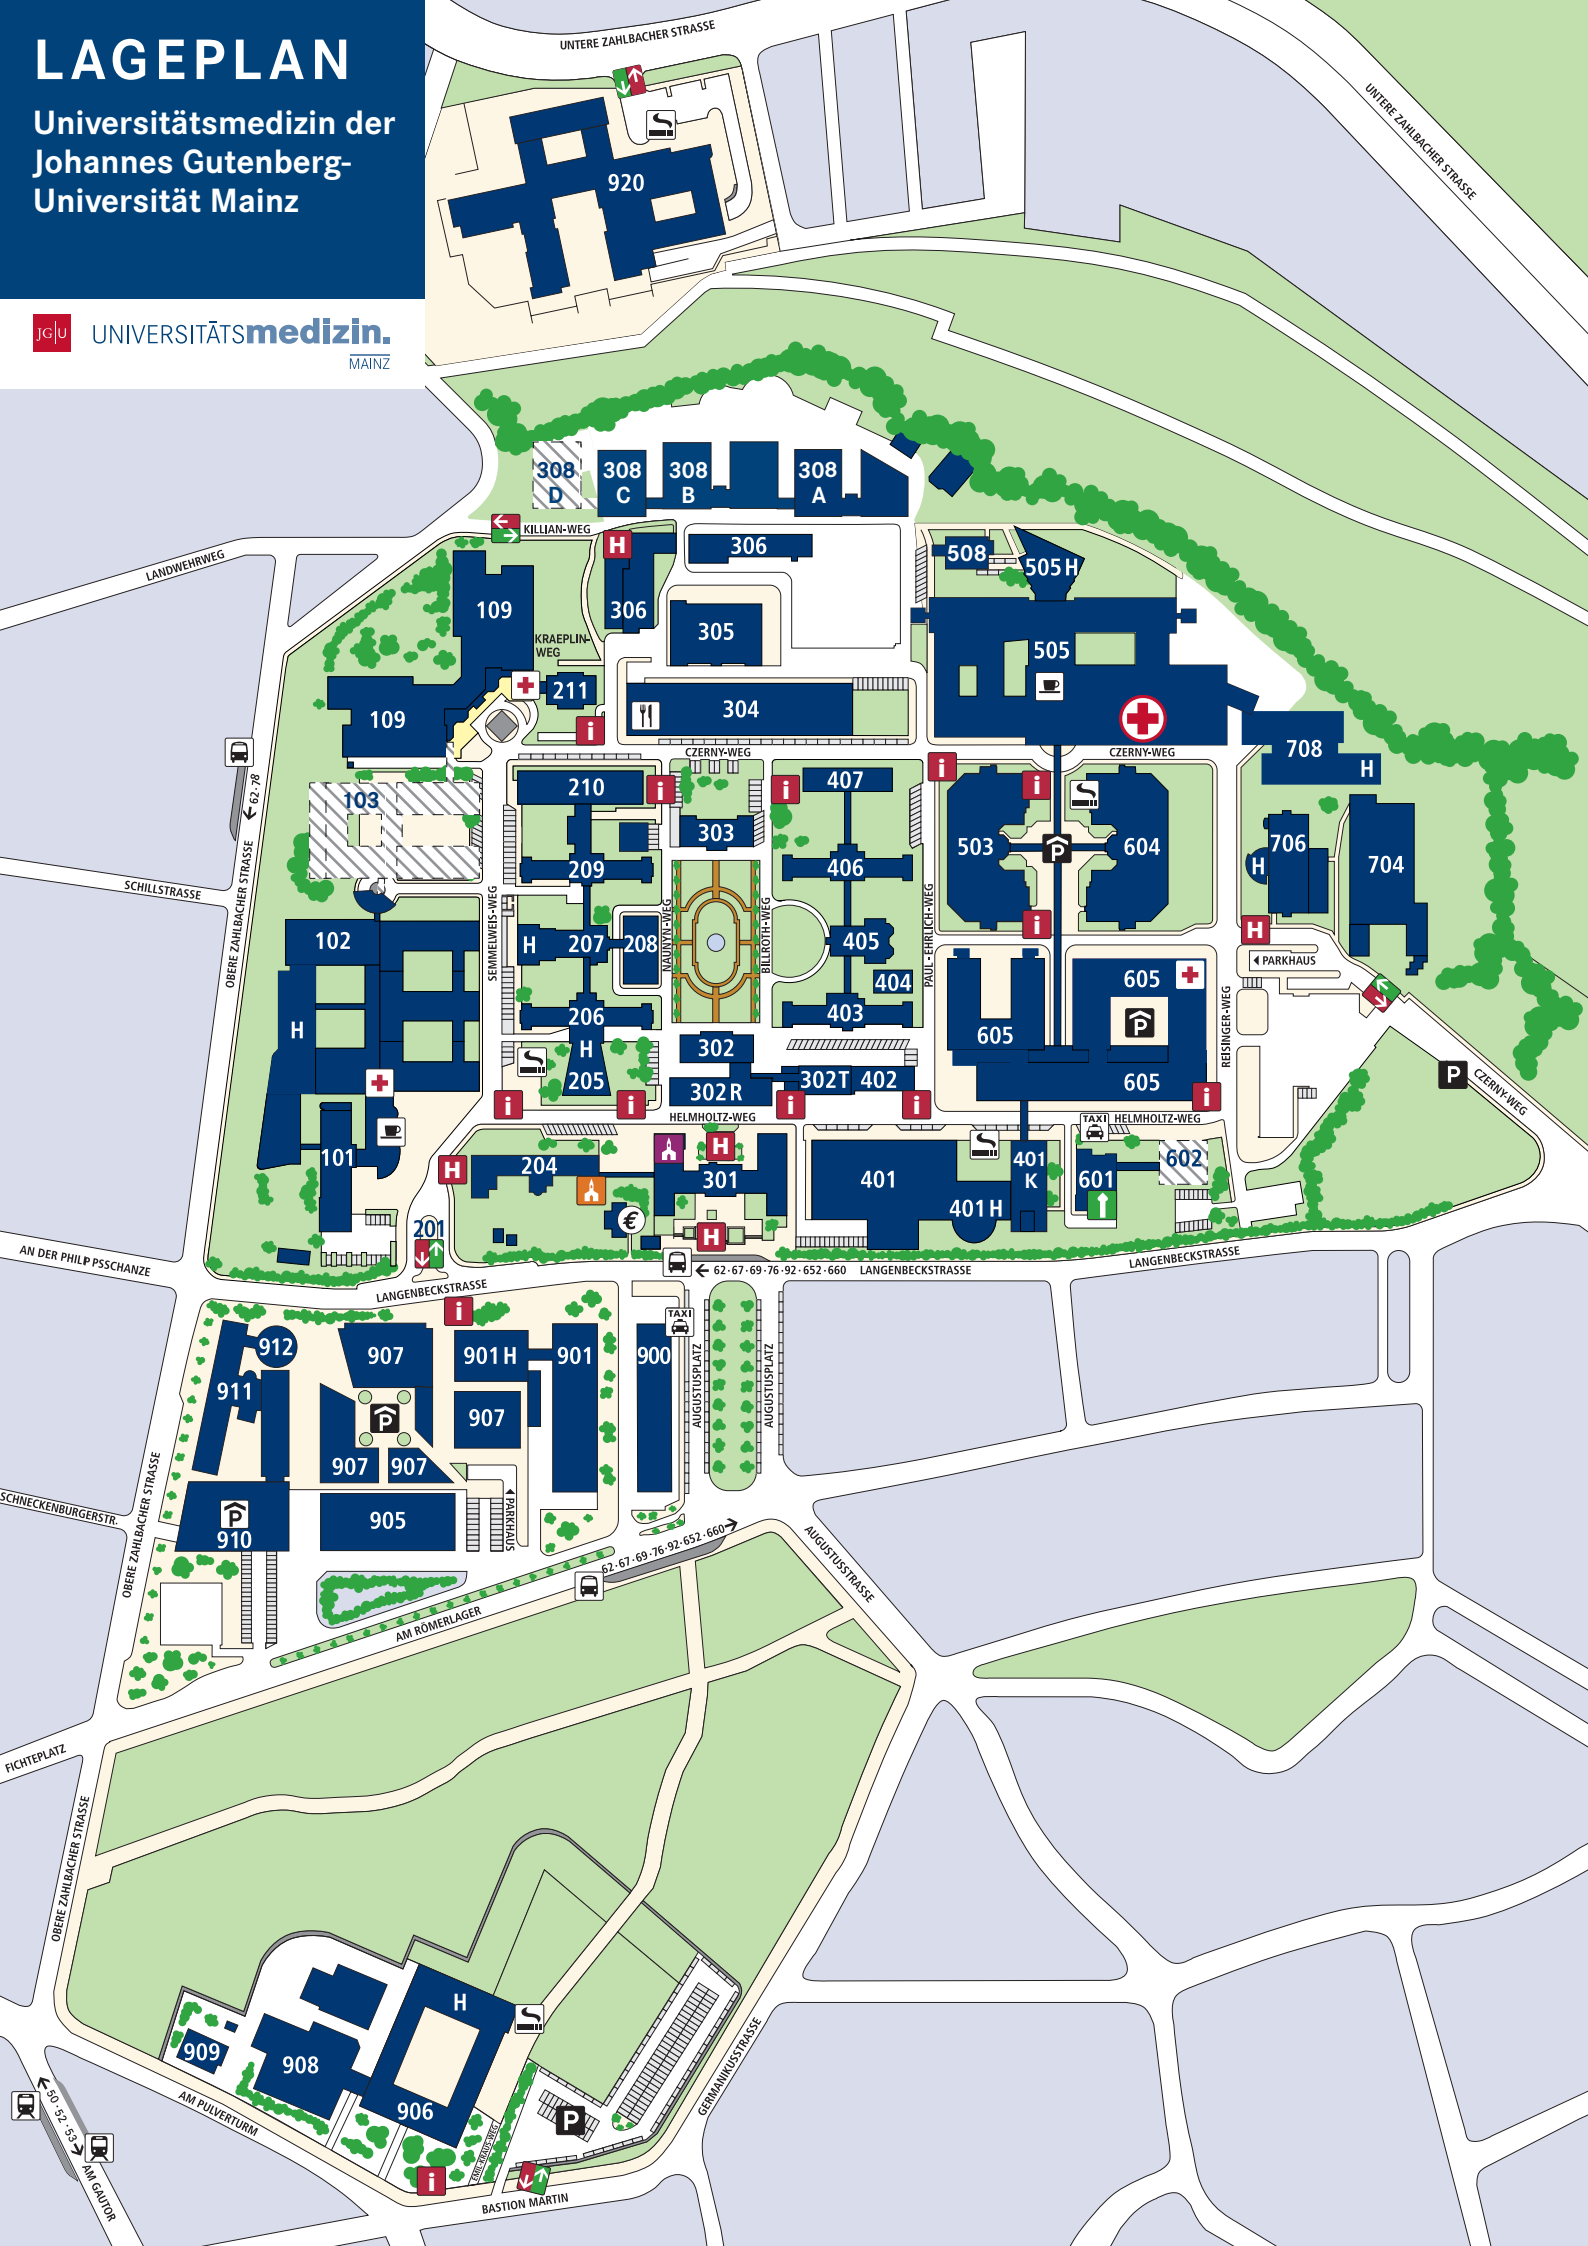 LAGEPLAN
Universitätsmedizin der
Johannes Gutenberg-
Universität Mainz
JG|U
UNIVERSITÄTSmedizin.
MAINZ
UNTERE ZAHLBACHER STRASSE
UNTERE ZAHLBACHER STRASSE
920
308
D
308
C
308
B
308
A
KILLIAN-WEG
H
306
306
508
505 H
LANDWEHRWEG
109
305
KRAEPLIN-
WEG
505
211
109
304
i
CZERNY-WEG
CZERNY-WEG
708
H
62 · 78
103
210
i
i
407
i
i
303
503
P
604
706
H
704
209
406
SCHILLSTRASSE
OBERE ZAHLBACHER STRASSE
SEMMELWEIS-WEG
NAUNYN-WEG
BILLROTH-WEG
PAUL-EHRLICH-WEG
102
H
207
208
405
404
i
H
PARKHAUS
605
P
H
206
403
605
REISINGER-WEG
H
205
302
302 R
302T
402
605
P
CZERNY-WEG
i
i
i
i
i
HELMHOLTZ-WEG
HELMHOLTZ-WEG
TAXI
101
H
204
H
301
401
401
K
401 H
601
602
201
€
H
AN DER PHILIPPSSCHANZE
LANGENBECKSTRASSE
62 · 67 · 69 · 76 · 92 · 652 · 660
LANGENBECKSTRASSE
LANGENBECKSTRASSE
i
TAXI
912
907
901 H
901
900
911
P
907
907
907
AUGUSTUSPLATZ
AUGUSTUSPLATZ
OBERE ZAHLBACHER STRASSE
SCHNECKENBURGERSTR.
P
910
905
PARKHAUS
62 · 67 · 69 · 76 · 92 · 652 · 660
AUGUSTUSSTRASSE
AM RÖMERLAGER
FICHTEPLATZ
OBERE ZAHLBACHER STRASSE
H
909
908
906
P
GERMANIKUSSTRASSE
AM PULVERTURM
EMIL-KRAUS-WEG
i
50 · 52 · 53
AM GAUTOR
BASTION MARTIN